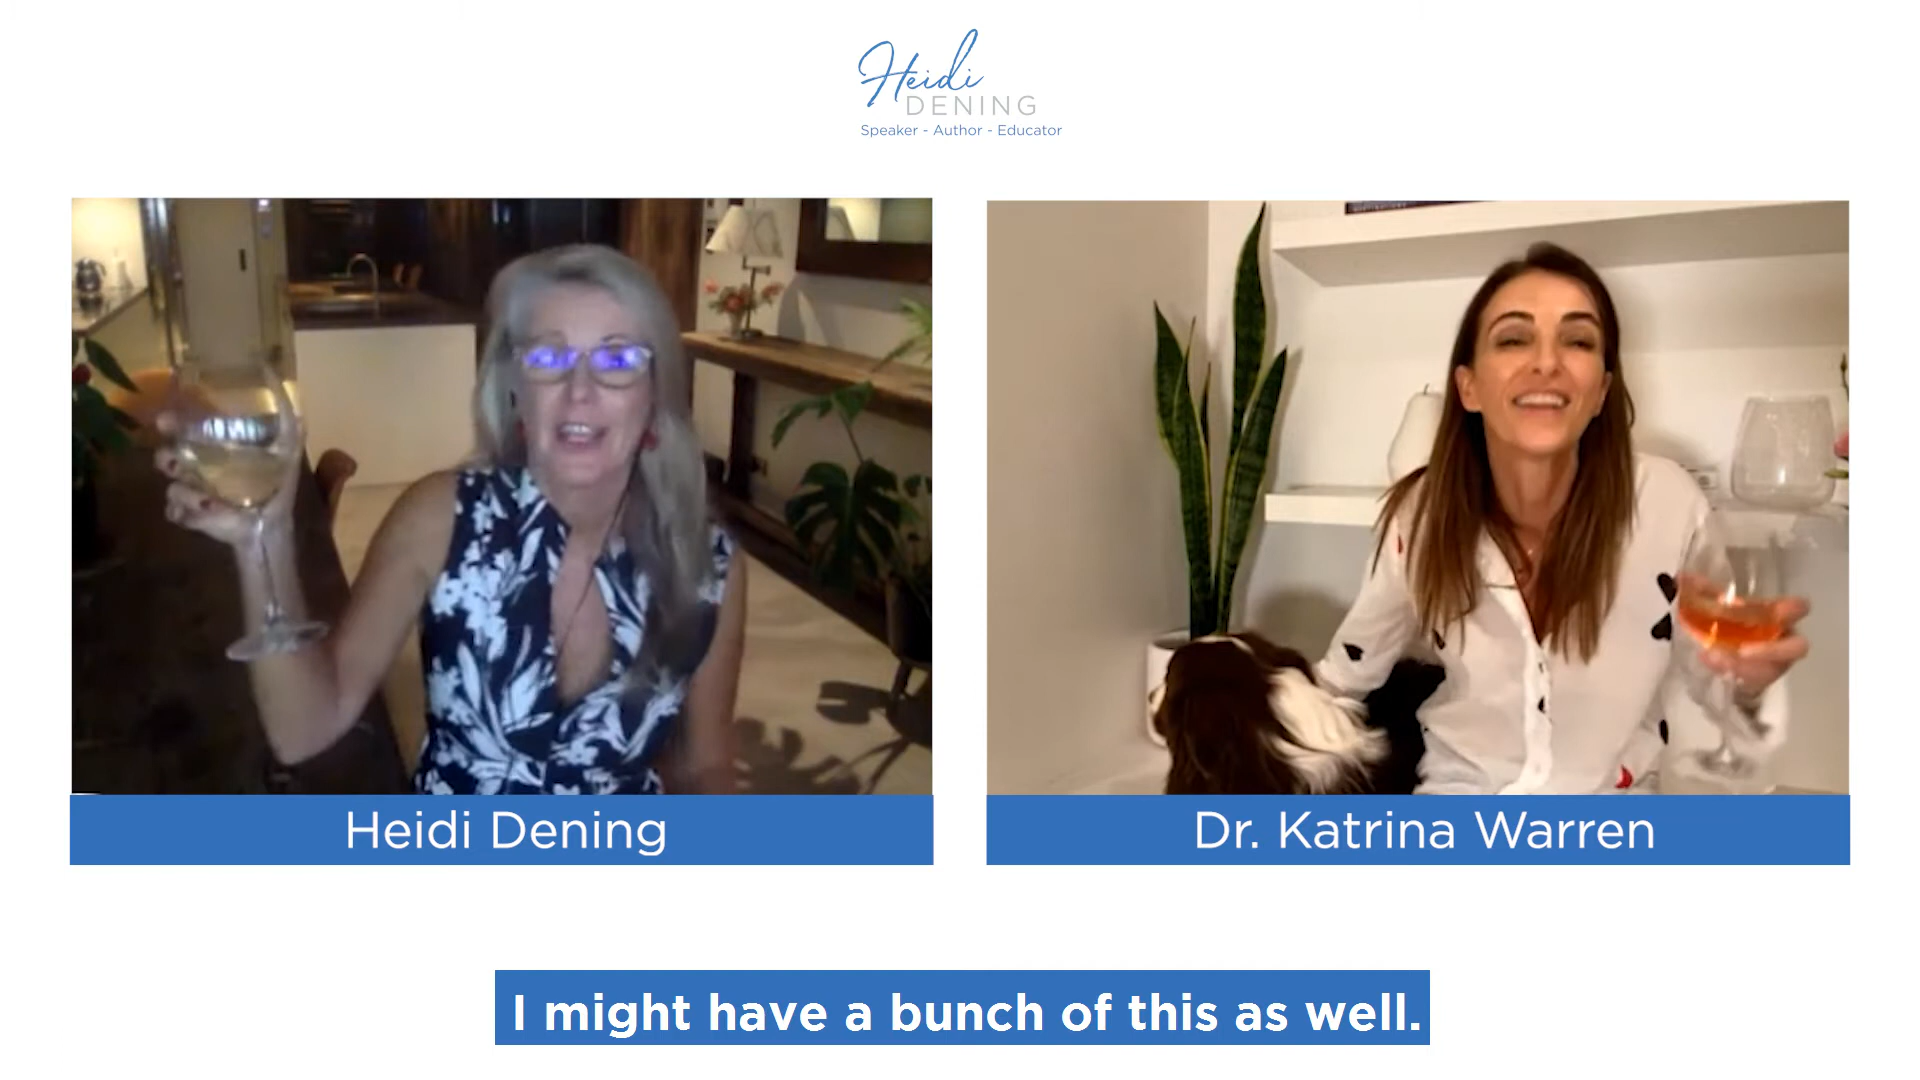 Heidi
DENING
Speaker - Author - Educator
Heidi Dening
Dr. Katrina Warren
I might have a bunch of this as well.